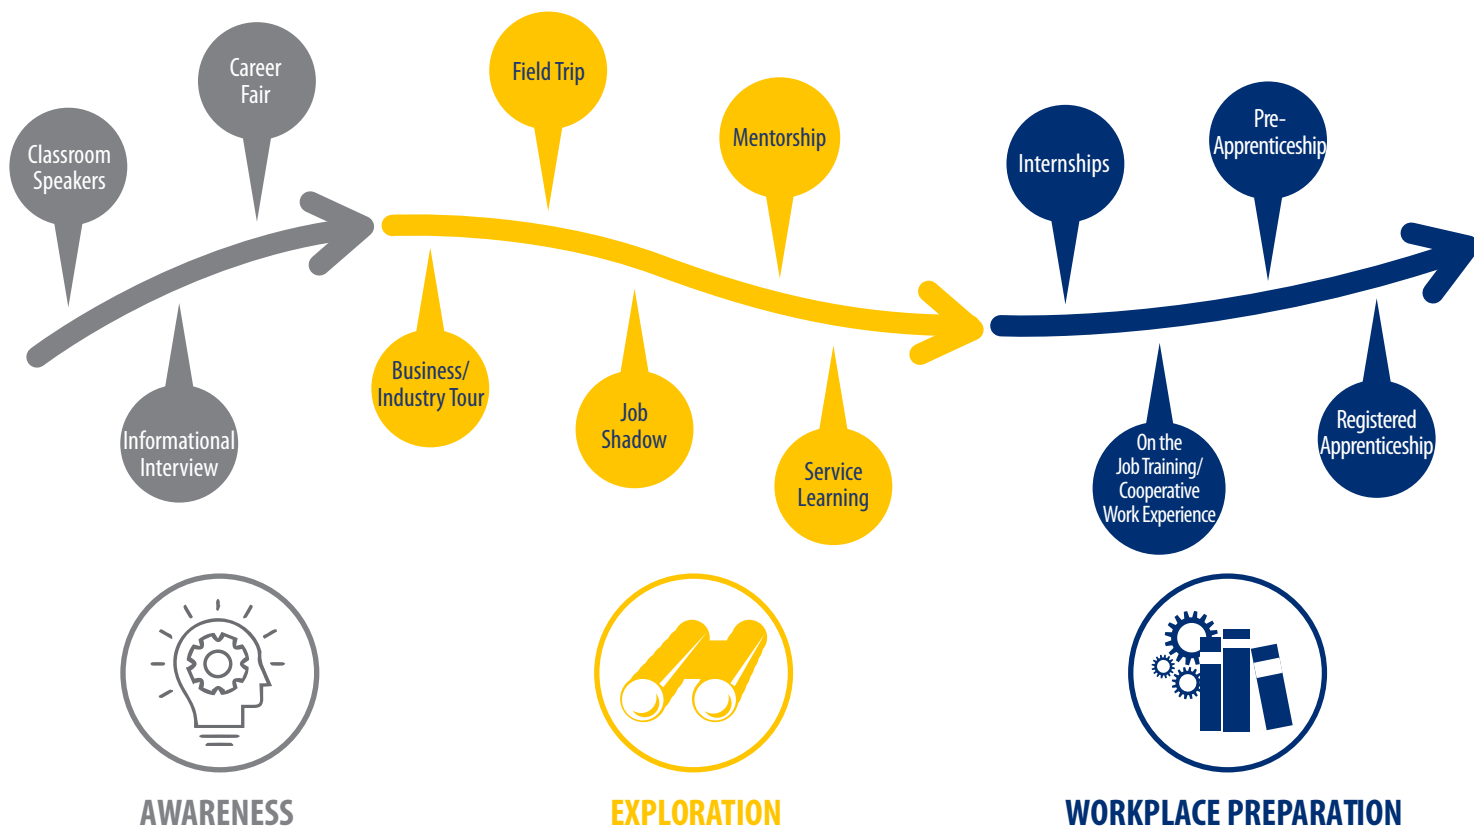 Classroom
Speakers
Career
Fair
Informational
Interview
Field Trip
Mentorship
Business/
Industry Tour
Job
Shadow
Service
Learning
Internships
Pre-
Apprenticeship
On the
Job Training/
Cooperative
Work Experience
Registered
Apprenticeship
AWARENESS
EXPLORATION
WORKPLACE PREPARATION